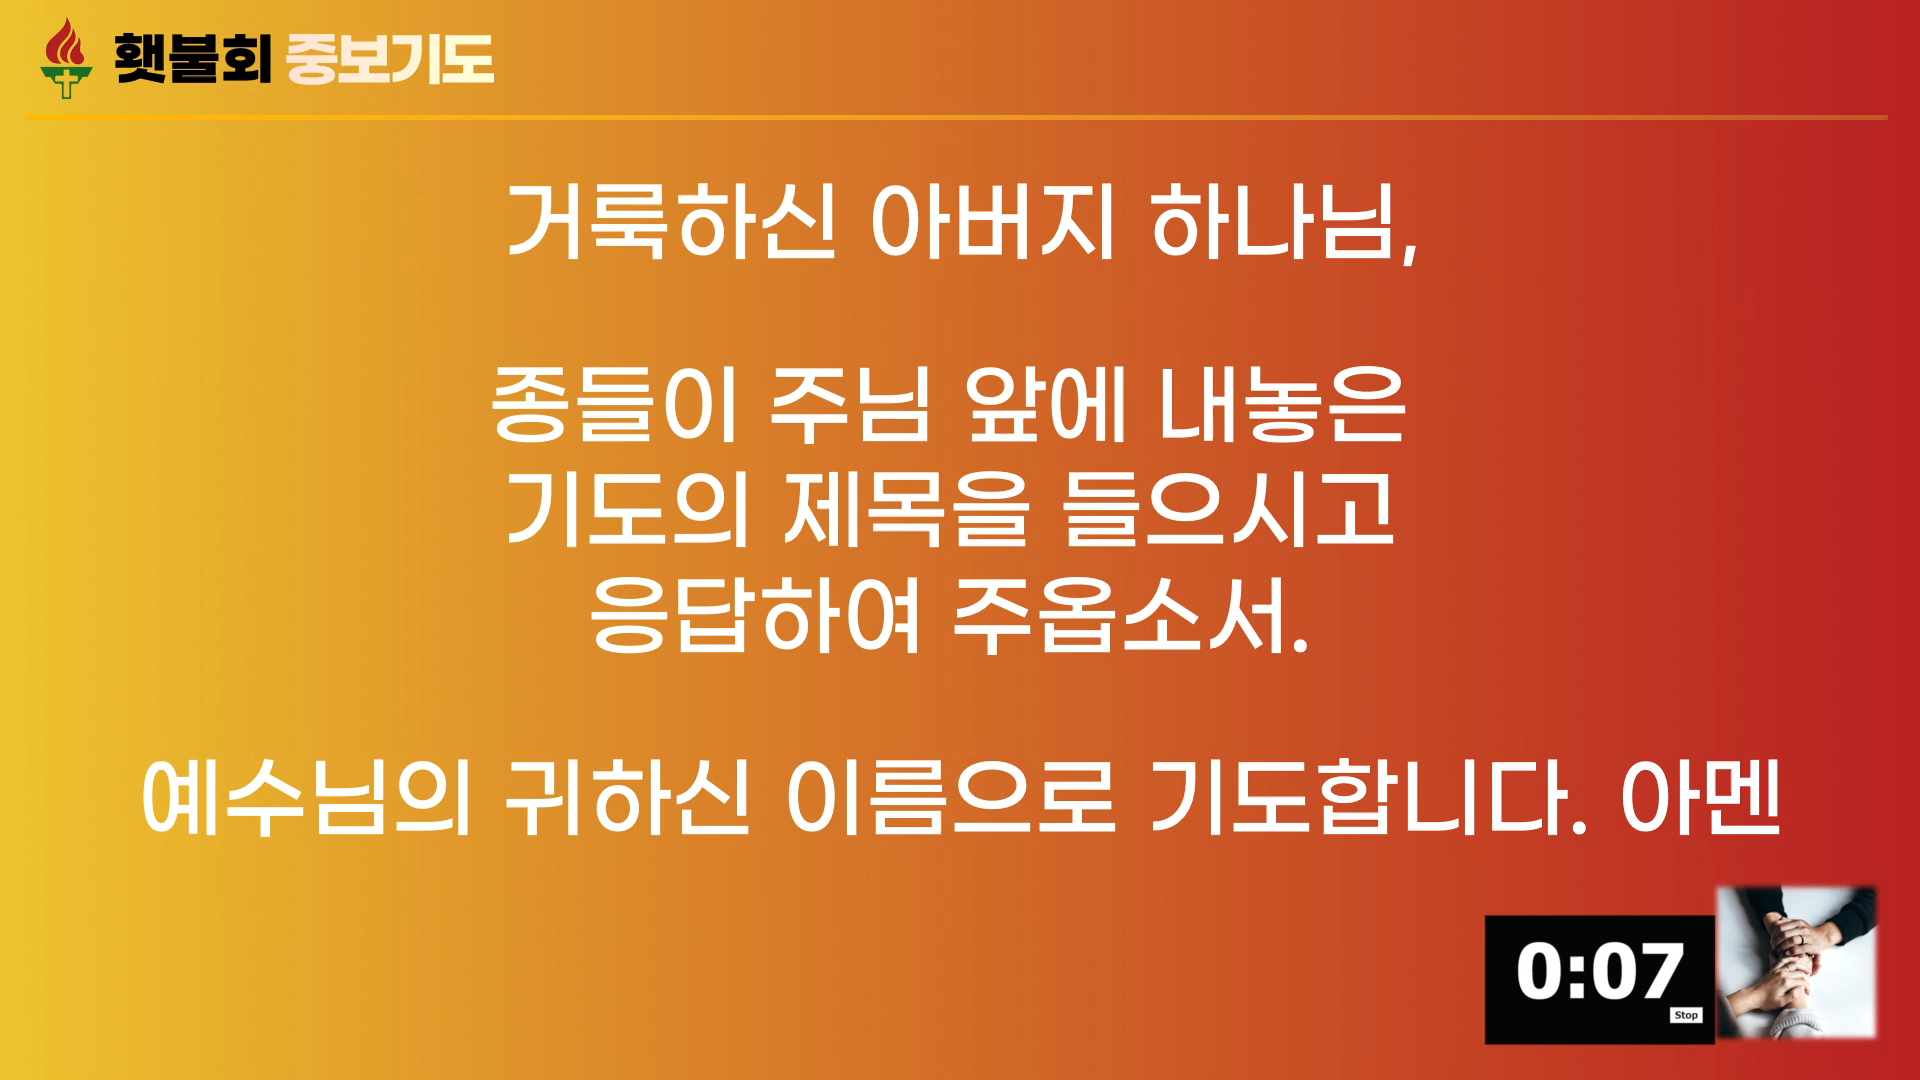 횃불회 중보기도
거룩하신 아버지 하나님,
종들이 주님 앞에 내놓은
기도의 제목을 들으시고
응답하여 주옵소서.
예수님의 귀하신 이름으로 기도합니다. 아멘
0:07
Stop